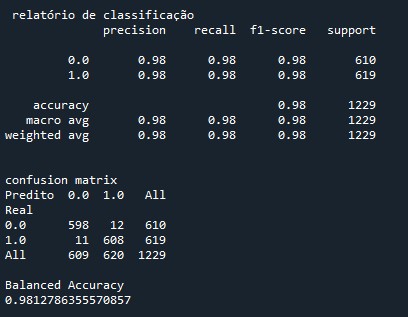 relatório de classificação
precision recall f1-score support
0.0 0.98 0.98 0.98 610
1.0 0.98 0.98 0.98 619
accuracy 0.98 1229
macro avg 0.98 0.98 0.98 1229
weighted avg 0.98 0.98 0.98 1229
confusion matrix
Predito 0.0 1.0 All
Real
0.0 598 12 610
1.0 11 608 619
All 609 620 1229
Balanced Accuracy
0.9812786355570857